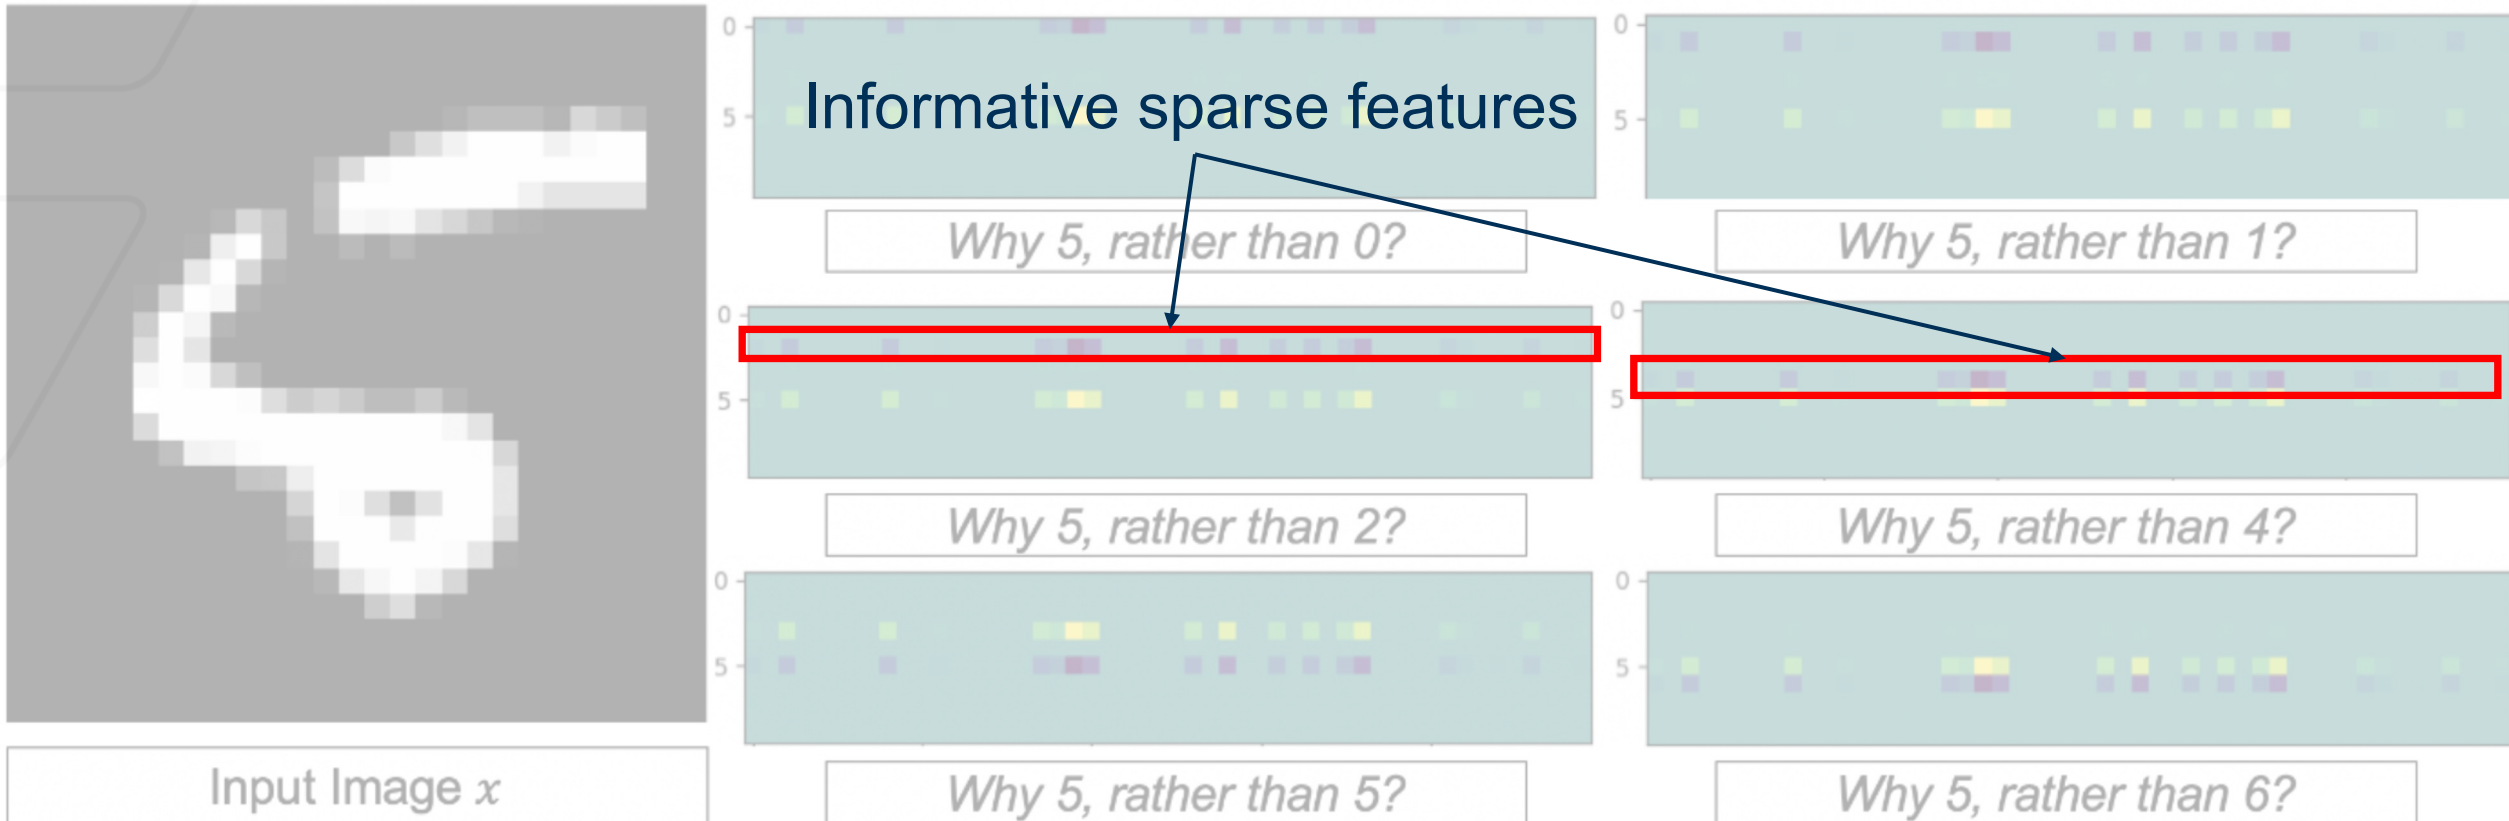 0
5
0
5
Informative sparse features
Why 5, rather than 0?
Why 5, rather than 1?
0
5
0
5
Why 5, rather than 2?
Why 5, rather than 4?
0
5
0
5
Input Image x
Why 5, rather than 5?
Why 5, rather than 6?